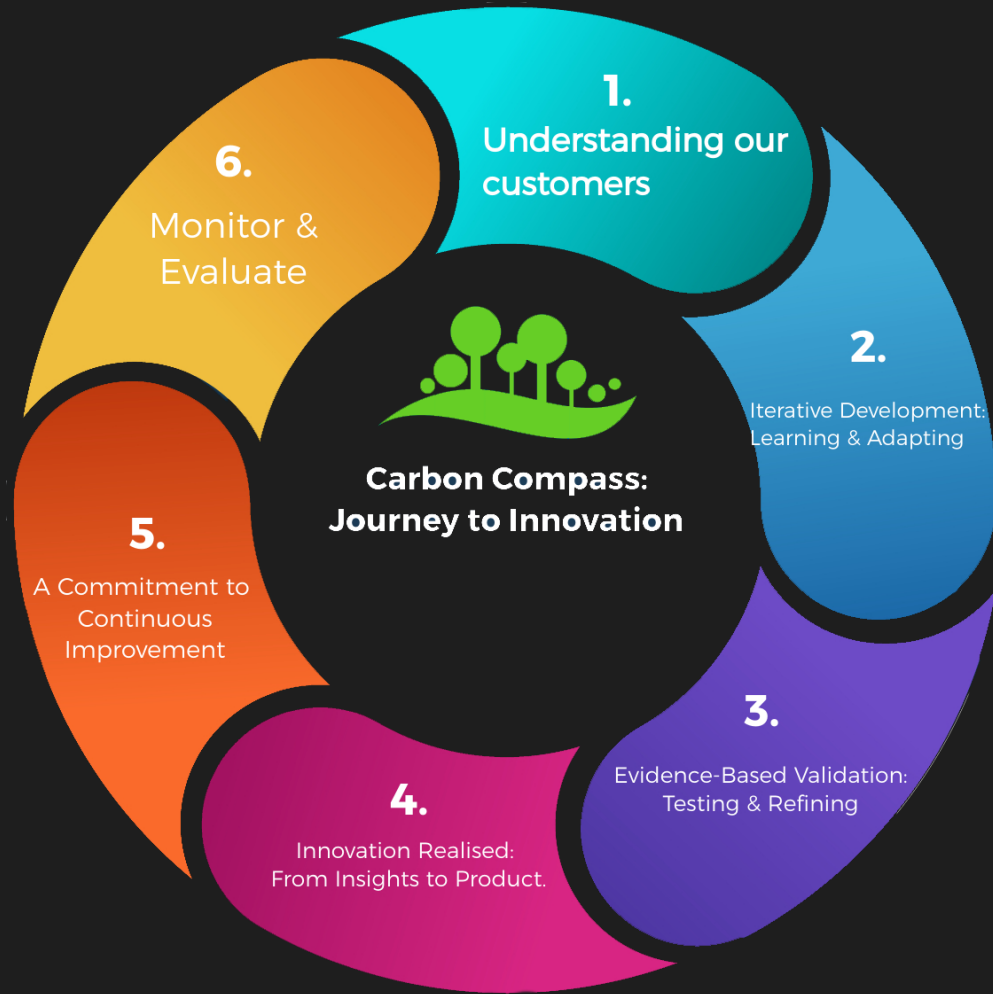 1.
Understanding our
customers
2.
Iterative Development:
Learning & Adapting
3.
Evidence-Based Validation:
Testing & Refining
4.
Innovation Realised:
From Insights to Product.
5.
A Commitment to
Continuous
Improvement
6.
Monitor &
Evaluate
Carbon Compass:
Journey to Innovation